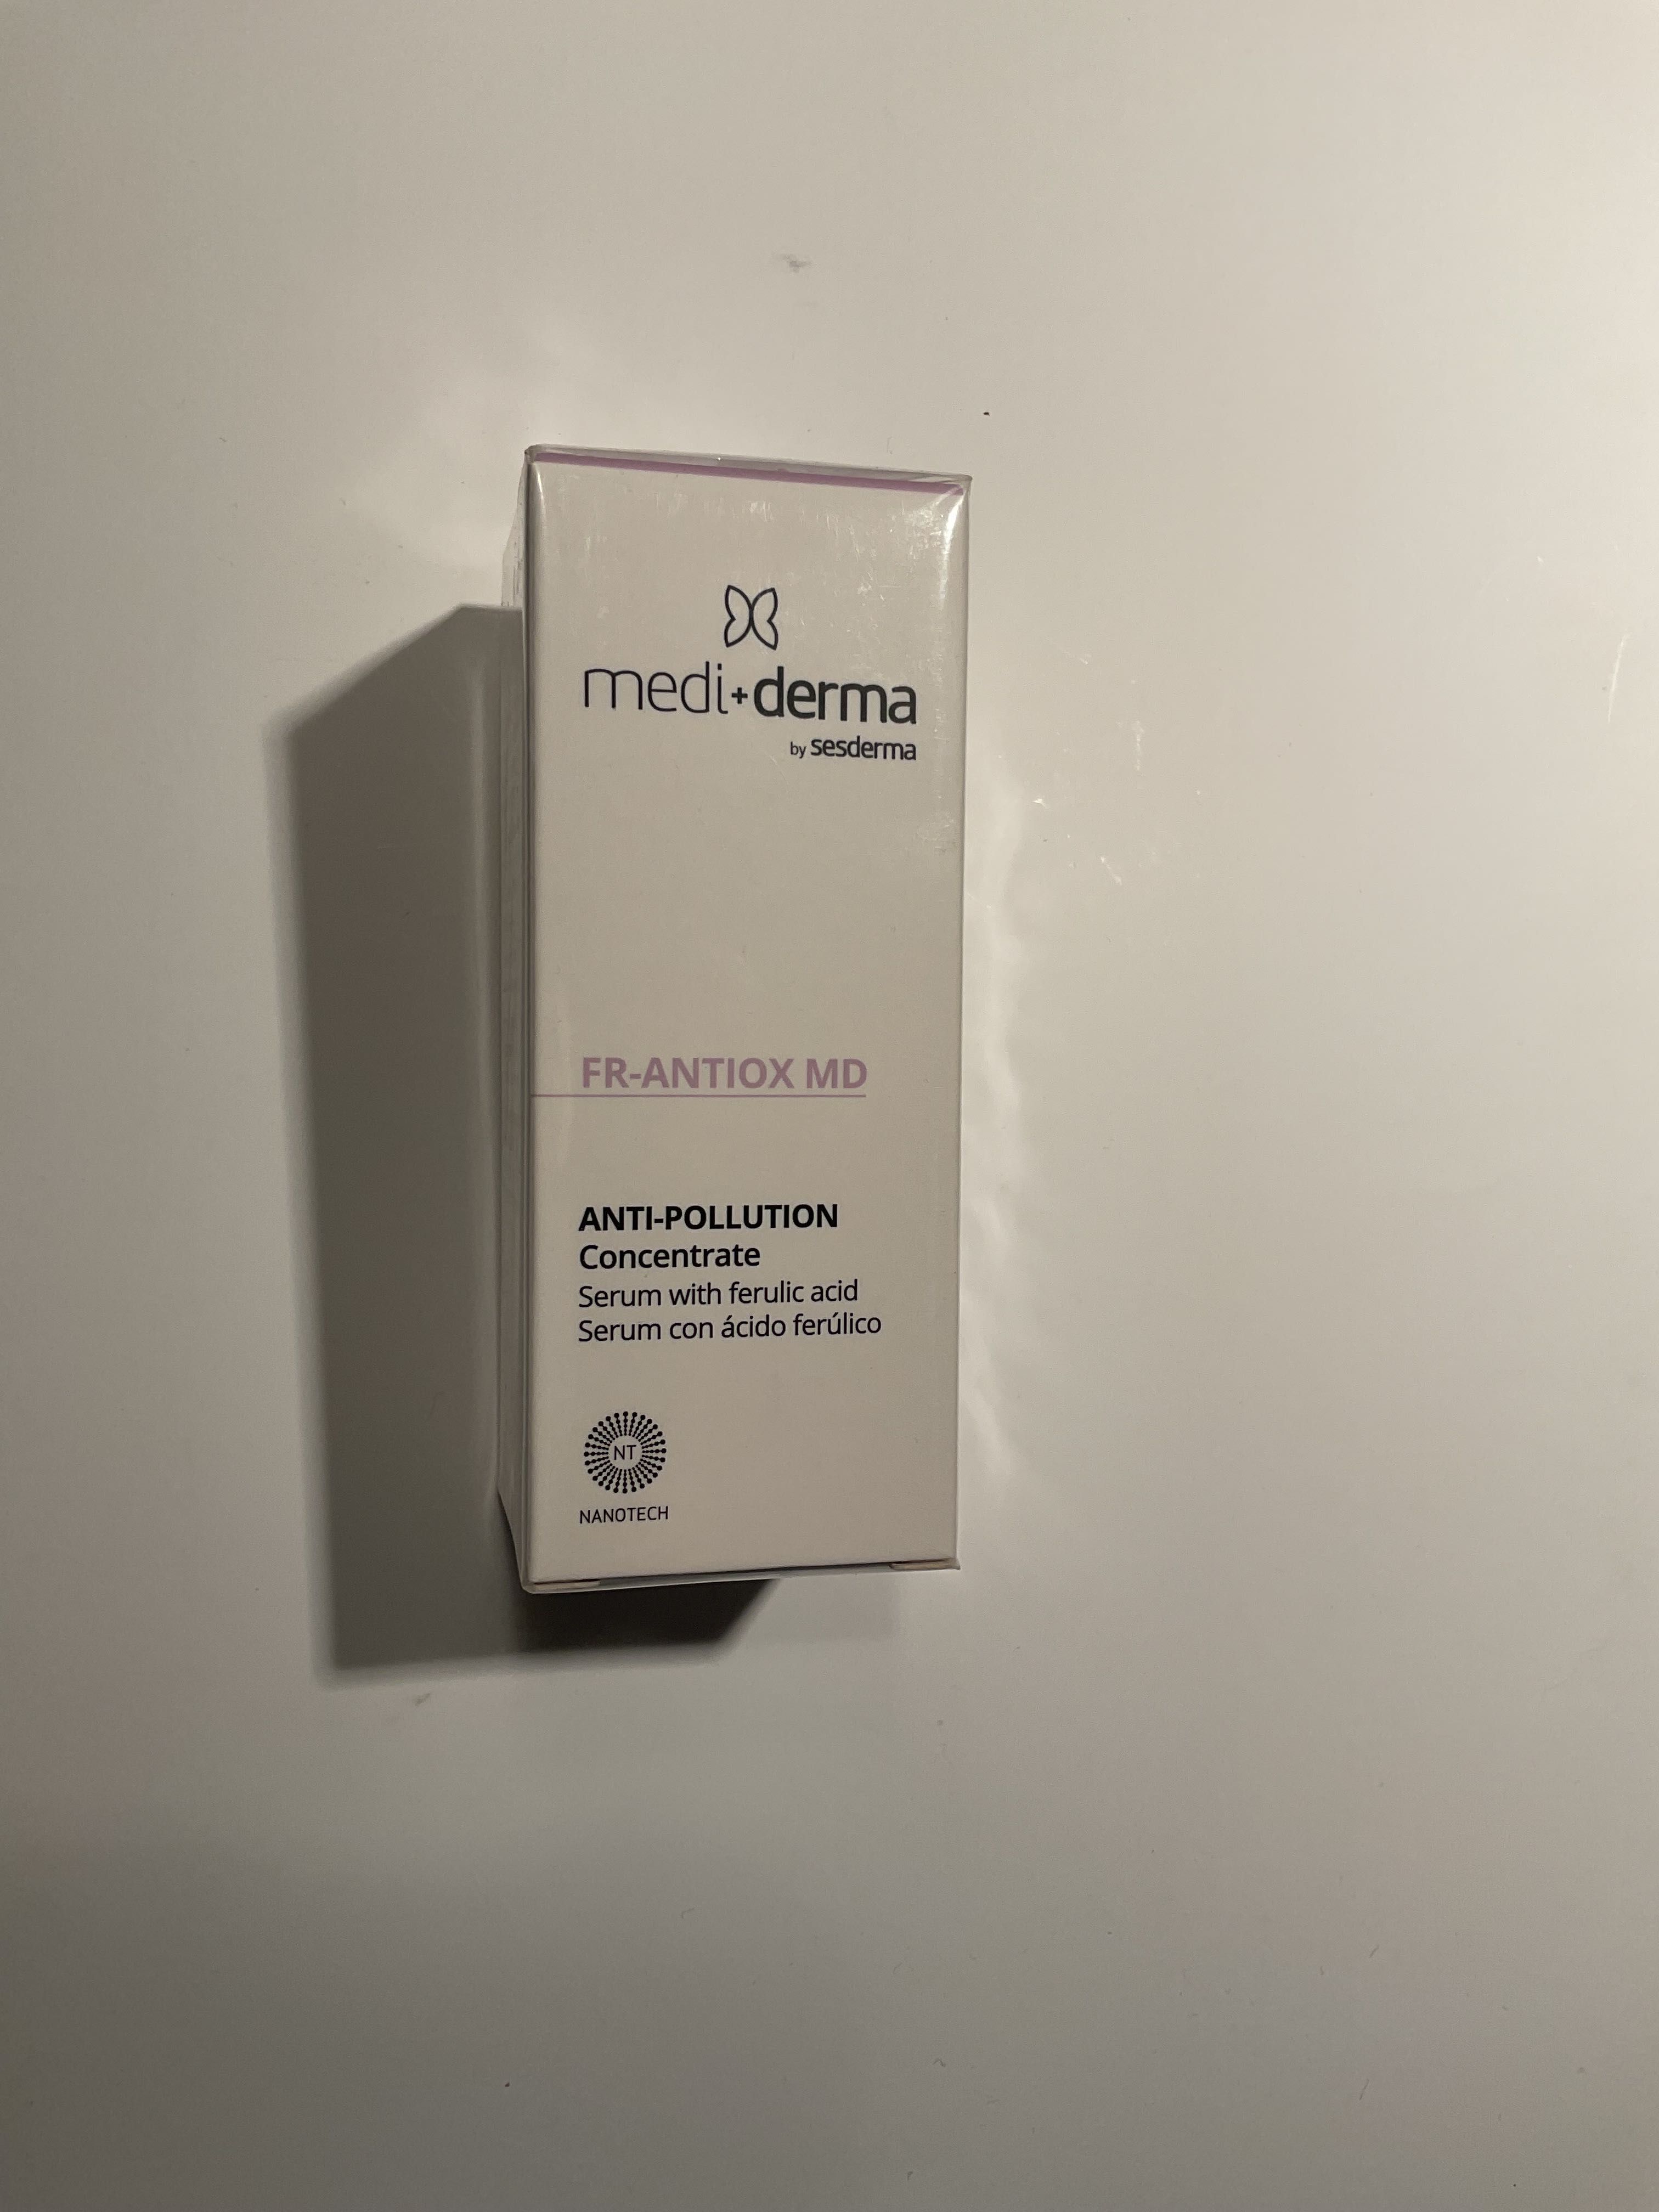 medi+derma
by sesderma
FR-ANTIOX MD
ANTI-POLLUTION
Concentrate
Serum with ferulic acid
Serum con ácido ferúlico
NT
NANOTECH